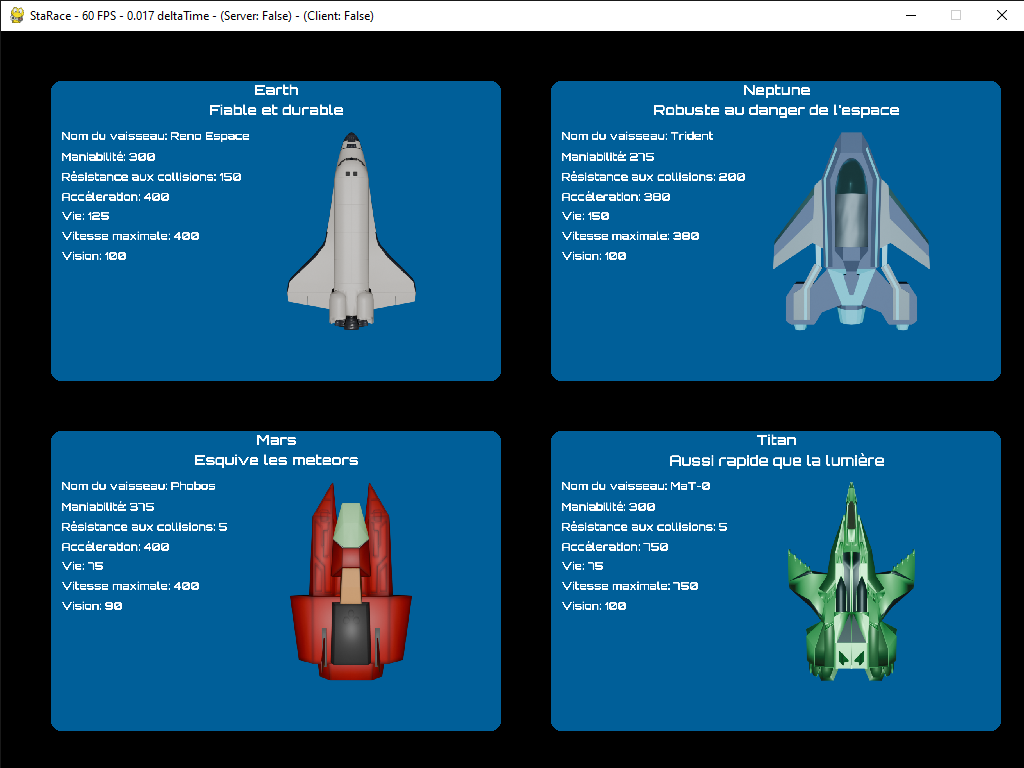 StaRace - 60 FPS - 0.017 deltaTime - (Server: False) - (Client: False)
Earth
Fiable et durable
Nom du vaisseau: Reno Espace
Maniabilité: 300
Résistance aux collisions: 150
Accéleration: 400
Vie: 125
Vitesse maximale: 400
Vision: 100
Neptune
Robuste au danger de l'espace
Nom du vaisseau: Trident
Maniabilité: 275
Résistance aux collisions: 200
Accéleration: 380
Vie: 150
Vitesse maximale: 380
Vision: 100
Mars
Esquive les meteors
Nom du vaisseau: Phobos
Maniabilité: 375
Résistance aux collisions: 5
Accéleration: 400
Vie: 75
Vitesse maximale: 400
Vision: 90
Titan
Aussi rapide que la lumière
Nom du vaisseau: MaT-0
Maniabilité: 300
Résistance aux collisions: 5
Accéleration: 750
Vie: 75
Vitesse maximale: 750
Vision: 100